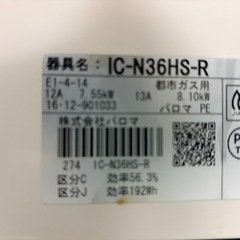 器具名： IC-N36HS-R
E1-4-14 都市ガス用
12A 7.55kW 13A 8.10kW
16・12-901033 パロマ PE
株式会社パロマ
274 IC-N36HS-R
区分C 効率56.3%
区分J 効率192Wh